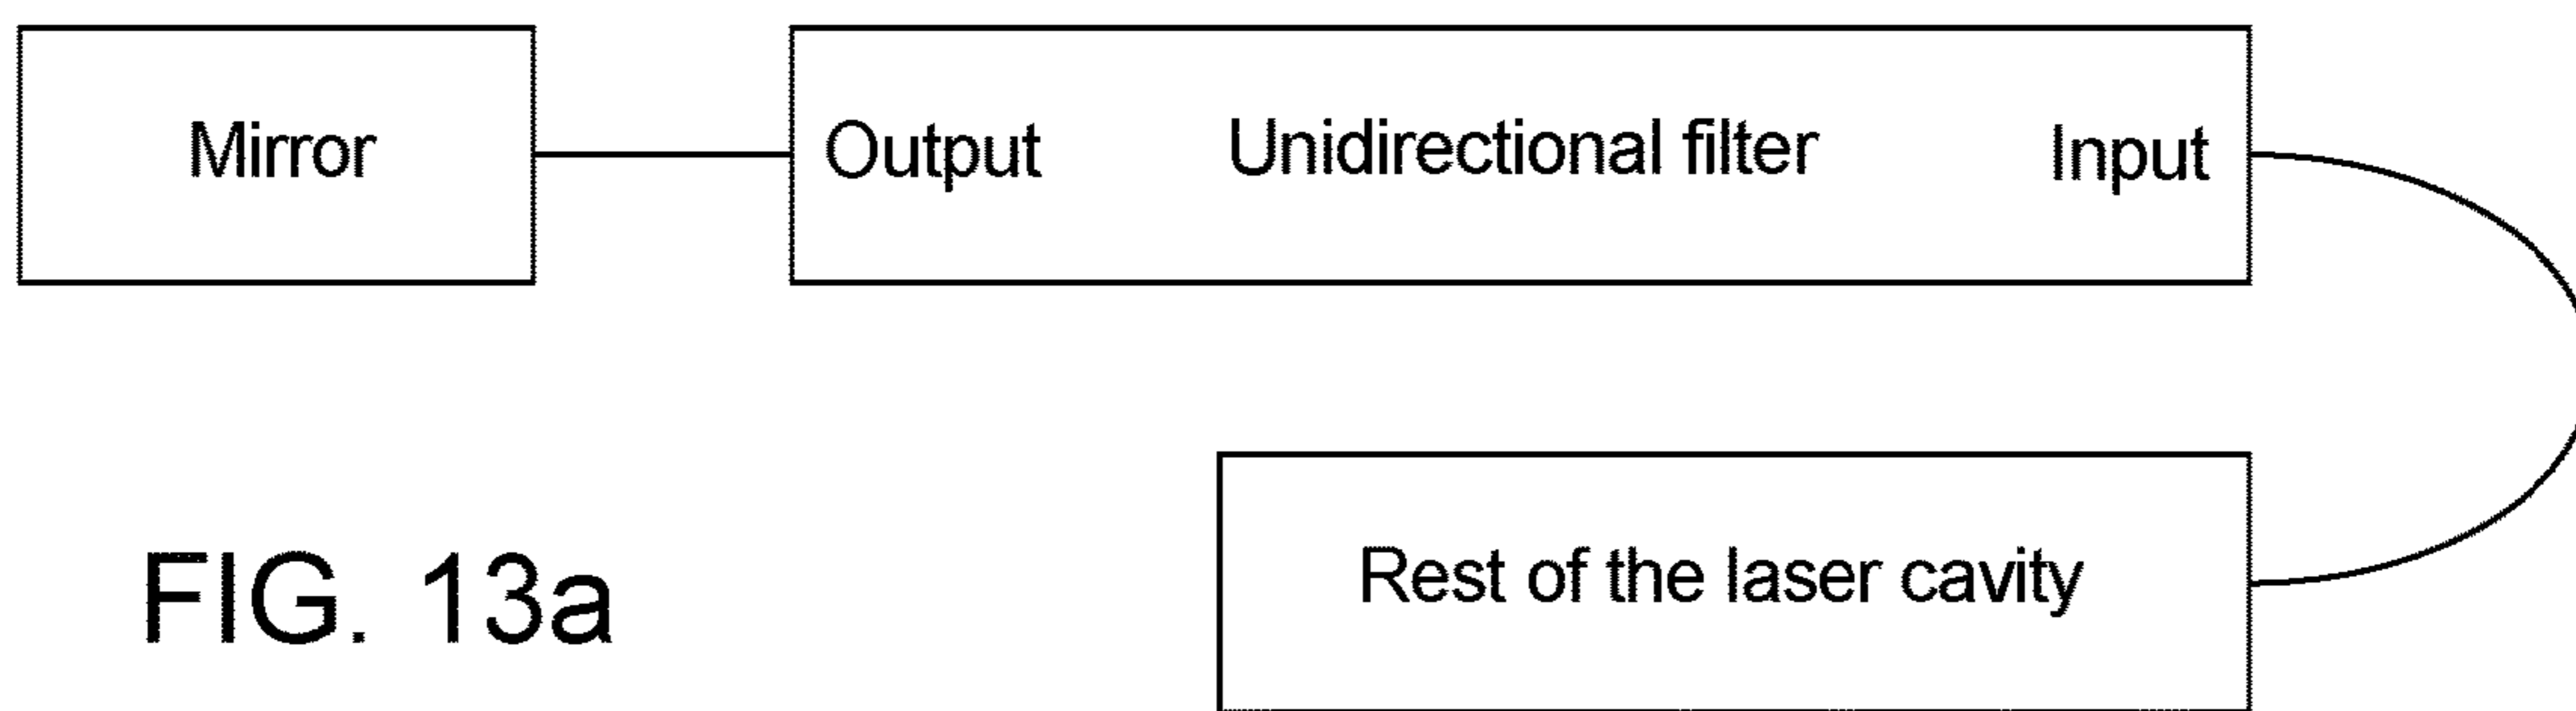 Mirror
Output Unidirectional filter Input
Rest of the laser cavity
FIG. 13a